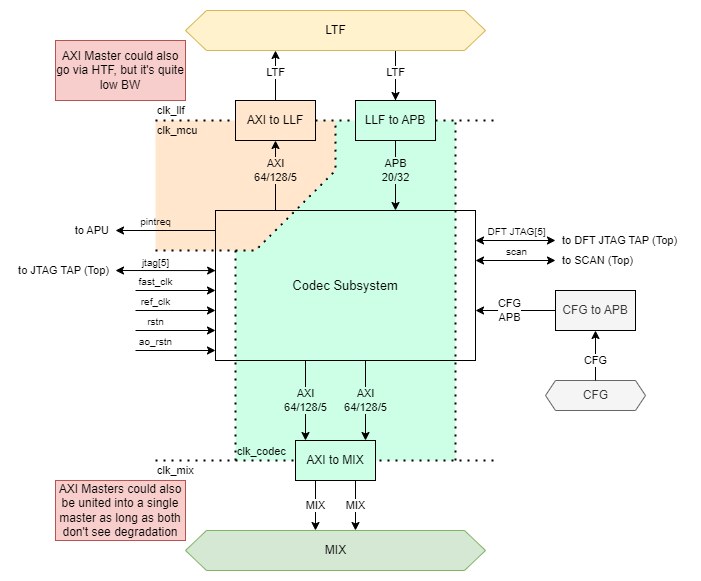 LTF
AXI Master could also
go via HTF, but it's quite
low BW
LTF
LTF
clk_llf
AXI to LLF
LLF to APB
clk_mcu
AXI
64/128/5
APB
20/32
pintreq
to APU
DFT JTAG[5]
to DFT JTAG TAP (Top)
scan
to SCAN (Top)
jtag[5]
to JTAG TAP (Top)
fast_clk
Codec Subsystem
ref_clk
CFG
APB
CFG to APB
rstn
ao_rstn
CFG
CFG
AXI
64/128/5
AXI
64/128/5
clk_codec
AXI to MIX
clk_mix
AXI Masters could also
be united into a single
master as long as both
don't see degradation
MIX
MIX
MIX